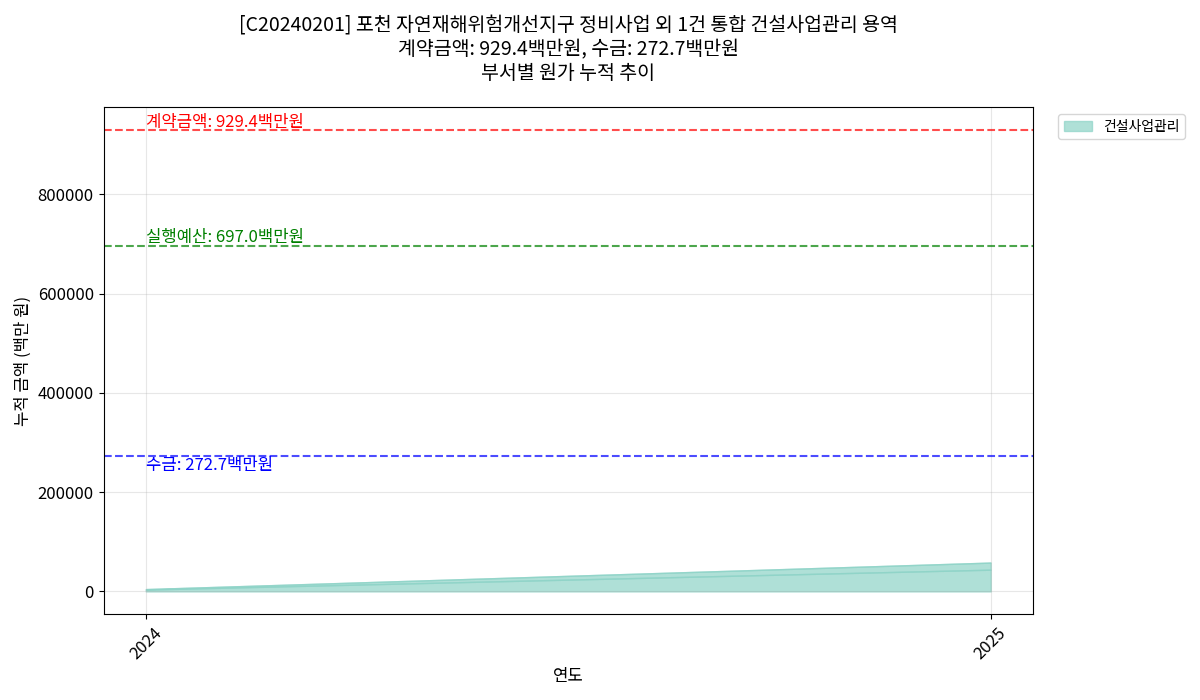 [C20240201] 포천 자연재해위험개선지구 정비사업 외 1건 통합 건설사업관리 용역
계약금액: 929.4백만원, 수금: 272.7백만원
부서별 원가 누적 추이
계약금액: 929.4백만원
건설사업관리
800000
실행예산: 697.0백만원
600000
누적 금액 (백만 원)
400000
수금: 272.7백만원
200000
0
2024
2025
연도